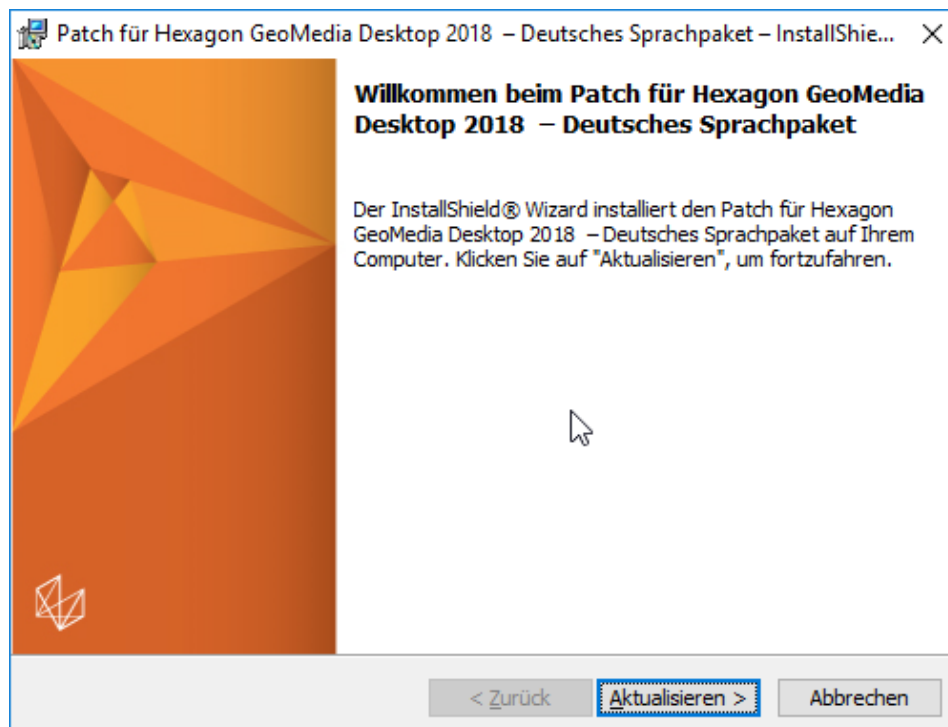 Patch für Hexagon GeoMedia Desktop 2018 – Deutsches Sprachpaket – InstallShie...
Willkommen beim Patch für Hexagon GeoMedia
Desktop 2018 – Deutsches Sprachpaket
Der InstallShield® Wizard installiert den Patch für Hexagon
GeoMedia Desktop 2018 – Deutsches Sprachpaket auf Ihrem
Computer. Klicken Sie auf "Aktualisieren", um fortzufahren.
< Zurück Aktualisieren > Abbrechen